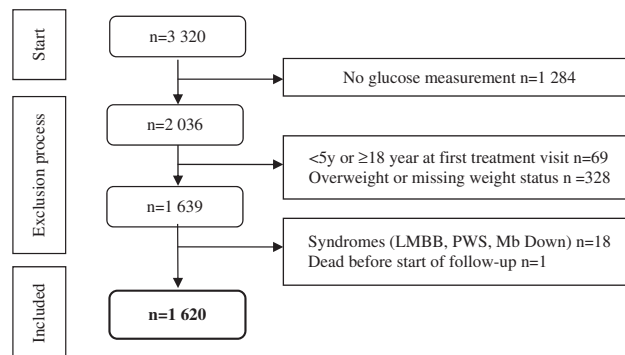 Start
n=3 320
No glucose measurement n=1 284
Exclusion process
n=2 036
<5y or ≥18 year at first treatment visit n=69
Overweight or missing weight status n =328
n=1 639
Syndromes (LMBB, PWS, Mb Down) n=18
Dead before start of follow-up n=1
Included
n=1 620